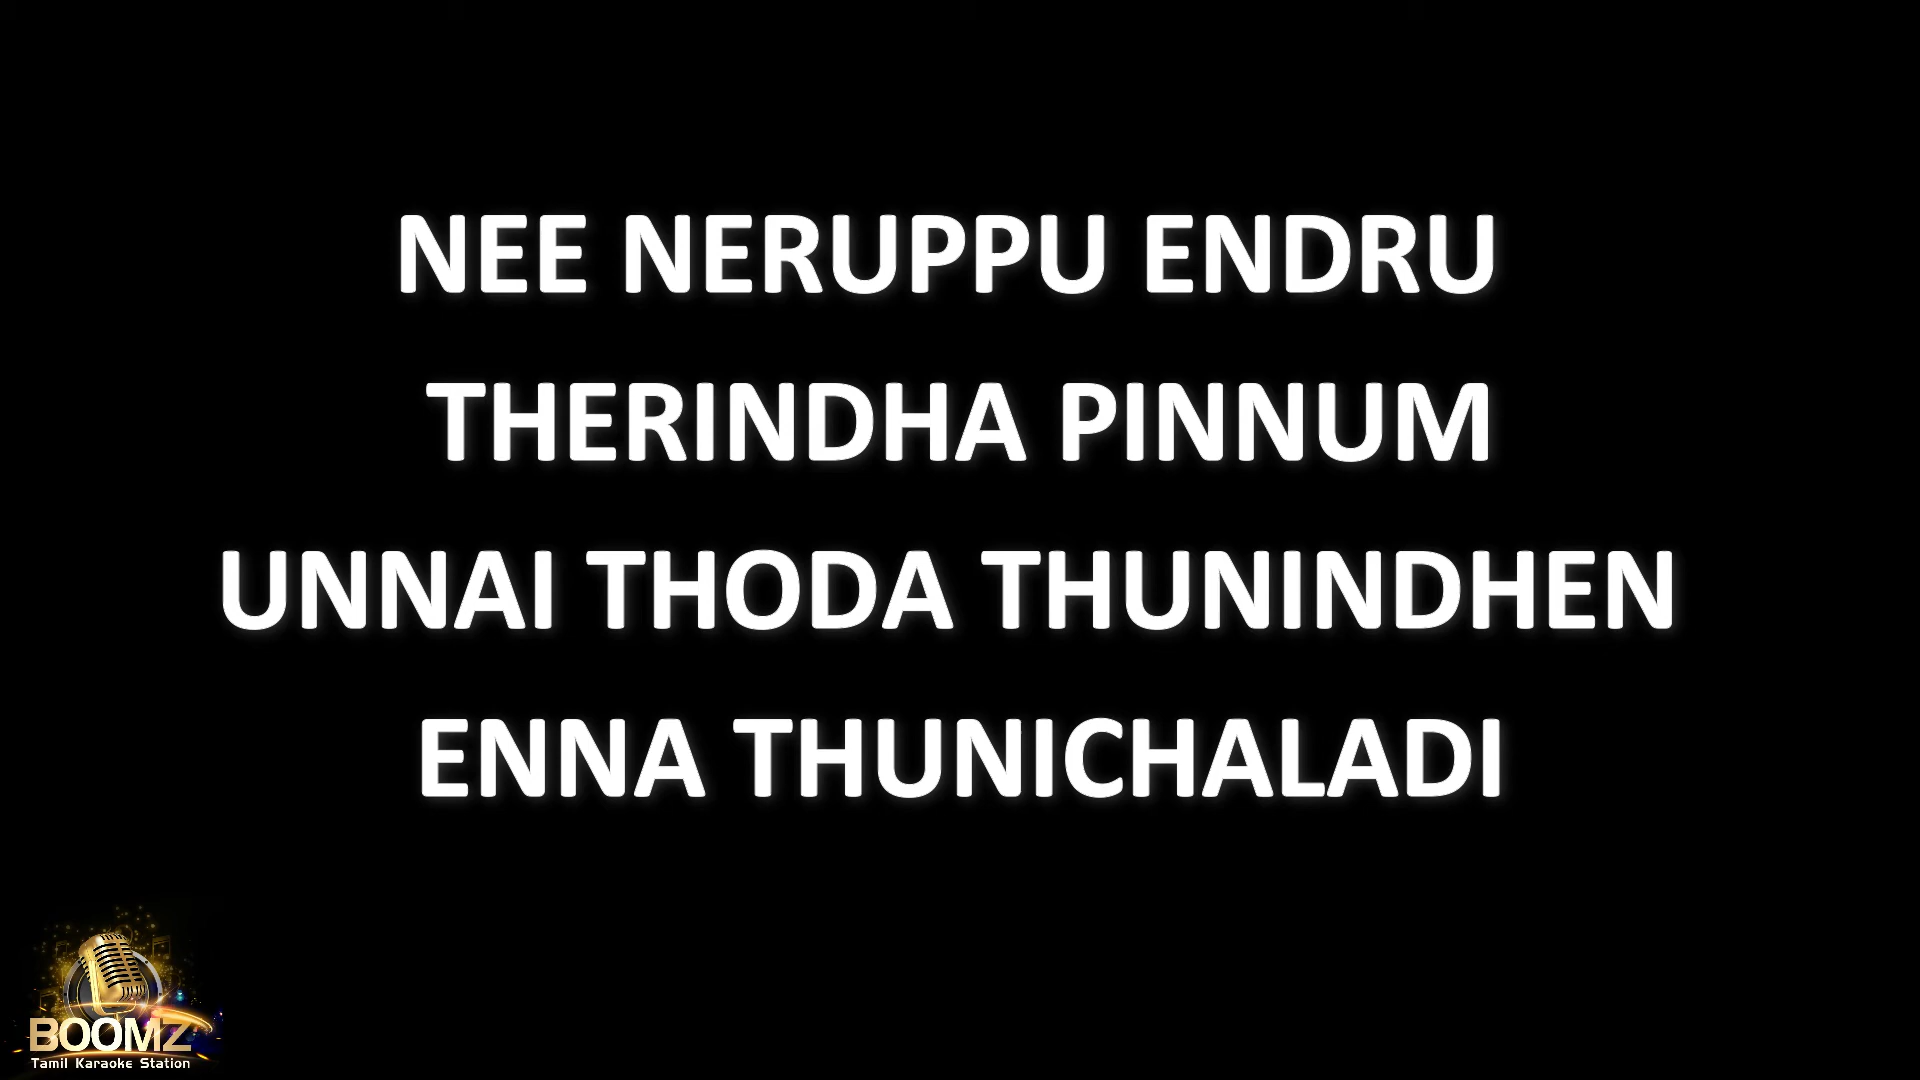 NEE NERUPPU ENDRU
THERINDHA PINNUM
UNNAI THODA THUNINDHEN
ENNA THUNICHALADI
BOOMZ
Tamil Karaoke Station